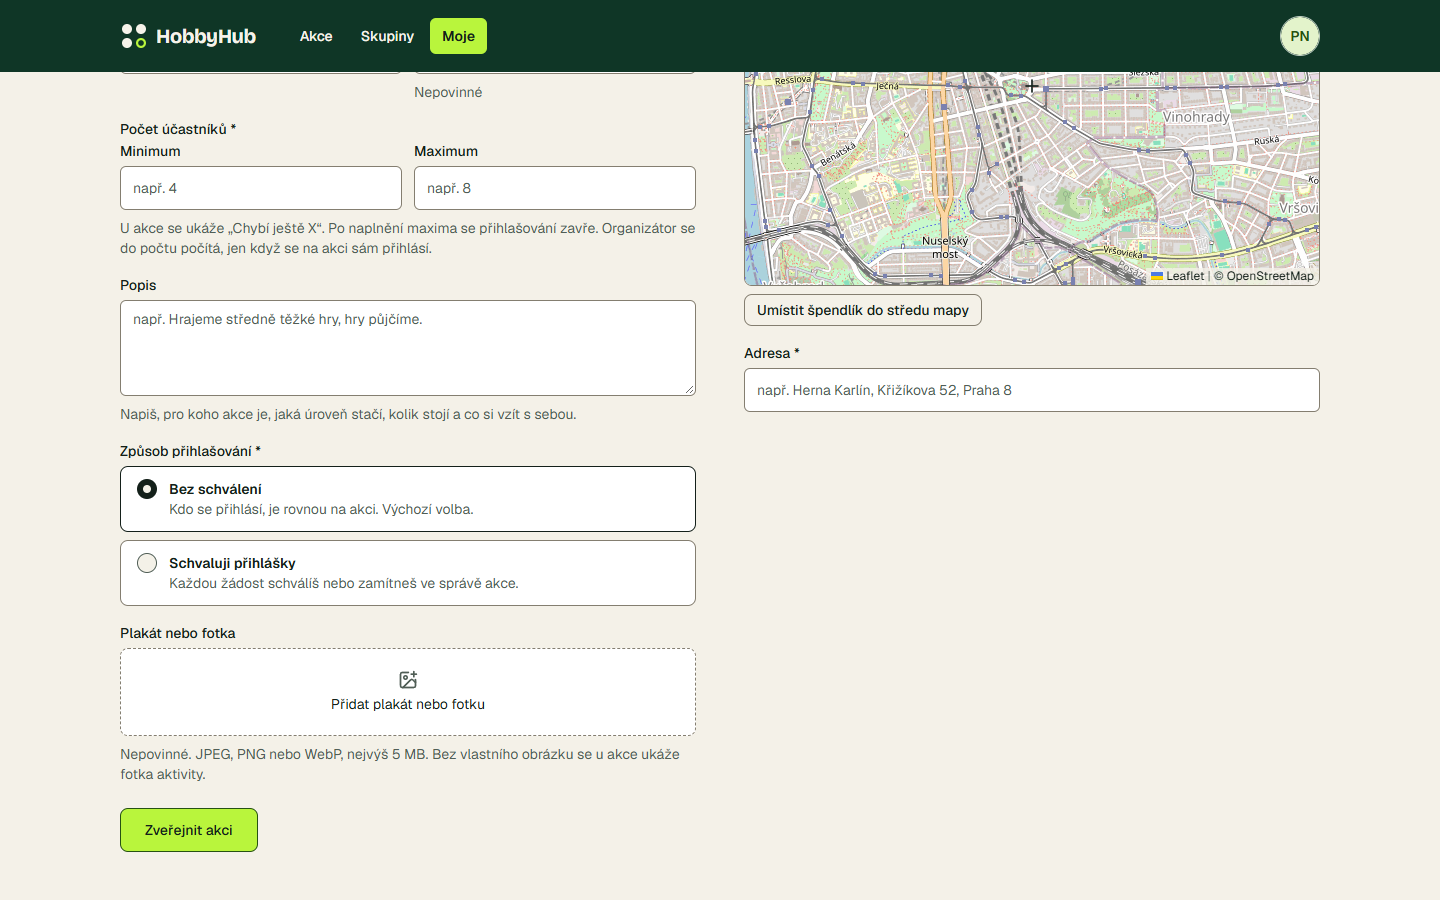 HobbyHub
Akce
Skupiny
Moje
PN
Nepovinné
Počet účastníků *
Minimum
Maximum
např. 4
např. 8
U akce se ukáže „Chybí ještě X“. Po naplnění maxima se přihlašování zavře. Organizátor se
do počtu počítá, jen když se na akci sám přihlásí.
Popis
např. Hrajeme středně těžké hry, hry půjčíme.
Napiš, pro koho akce je, jaká úroveň stačí, kolik stojí a co si vzít s sebou.
Způsob přihlašování *
Bez schválení
Kdo se přihlásí, je rovnou na akci. Výchozí volba.
Schvaluji přihlášky
Každou žádost schválíš nebo zamítneš ve správě akce.
Plakát nebo fotka
Přidat plakát nebo fotku
Nepovinné. JPEG, PNG nebo WebP, nejvýš 5 MB. Bez vlastního obrázku se u akce ukáže
fotka aktivity.
Zveřejnit akci
Resslova
Ječná
Slezská
Vinohrady
Ruská
Benátská
Vršovi
Nuselský
most
Vršovická
Leaflet | © OpenStreetMap
Umístit špendlík do středu mapy
Adresa *
např. Herna Karlín, Křižíkova 52, Praha 8